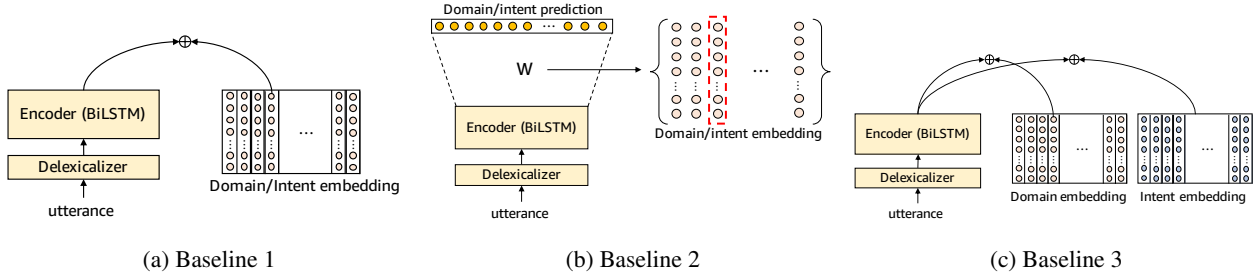 Encoder (BiLSTM)
Delexicalizer
utterance
...
Domain/Intent embedding
(a) Baseline 1
Domain/intent prediction
...
W
...
Encoder (BiLSTM)
Domain/intent embedding
Delexicalizer
utterance
(b) Baseline 2
Encoder (BiLSTM)
Delexicalizer
utterance
...
Domain embedding
...
Intent embedding
(c) Baseline 3